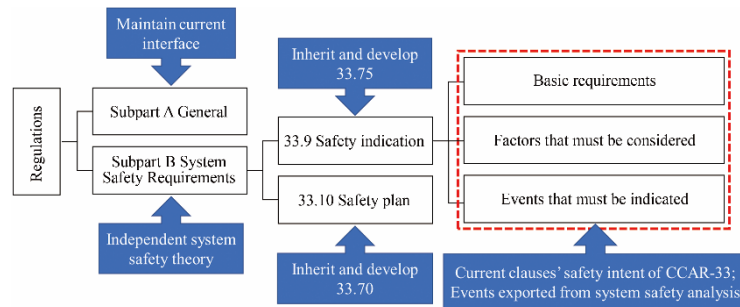 Maintain current
interface
Inherit and develop
33.75
Basic requirements
Subpart A General
Regulations
33.9 Safety indication
Factors that must be considered
Subpart B System
Safety Requirements
33.10 Safety plan
Events that must be indicated
Independent system
safety theory
Inherit and develop
33.70
Current clauses' safety intent of CCAR-33;
Events exported from system safety analysis